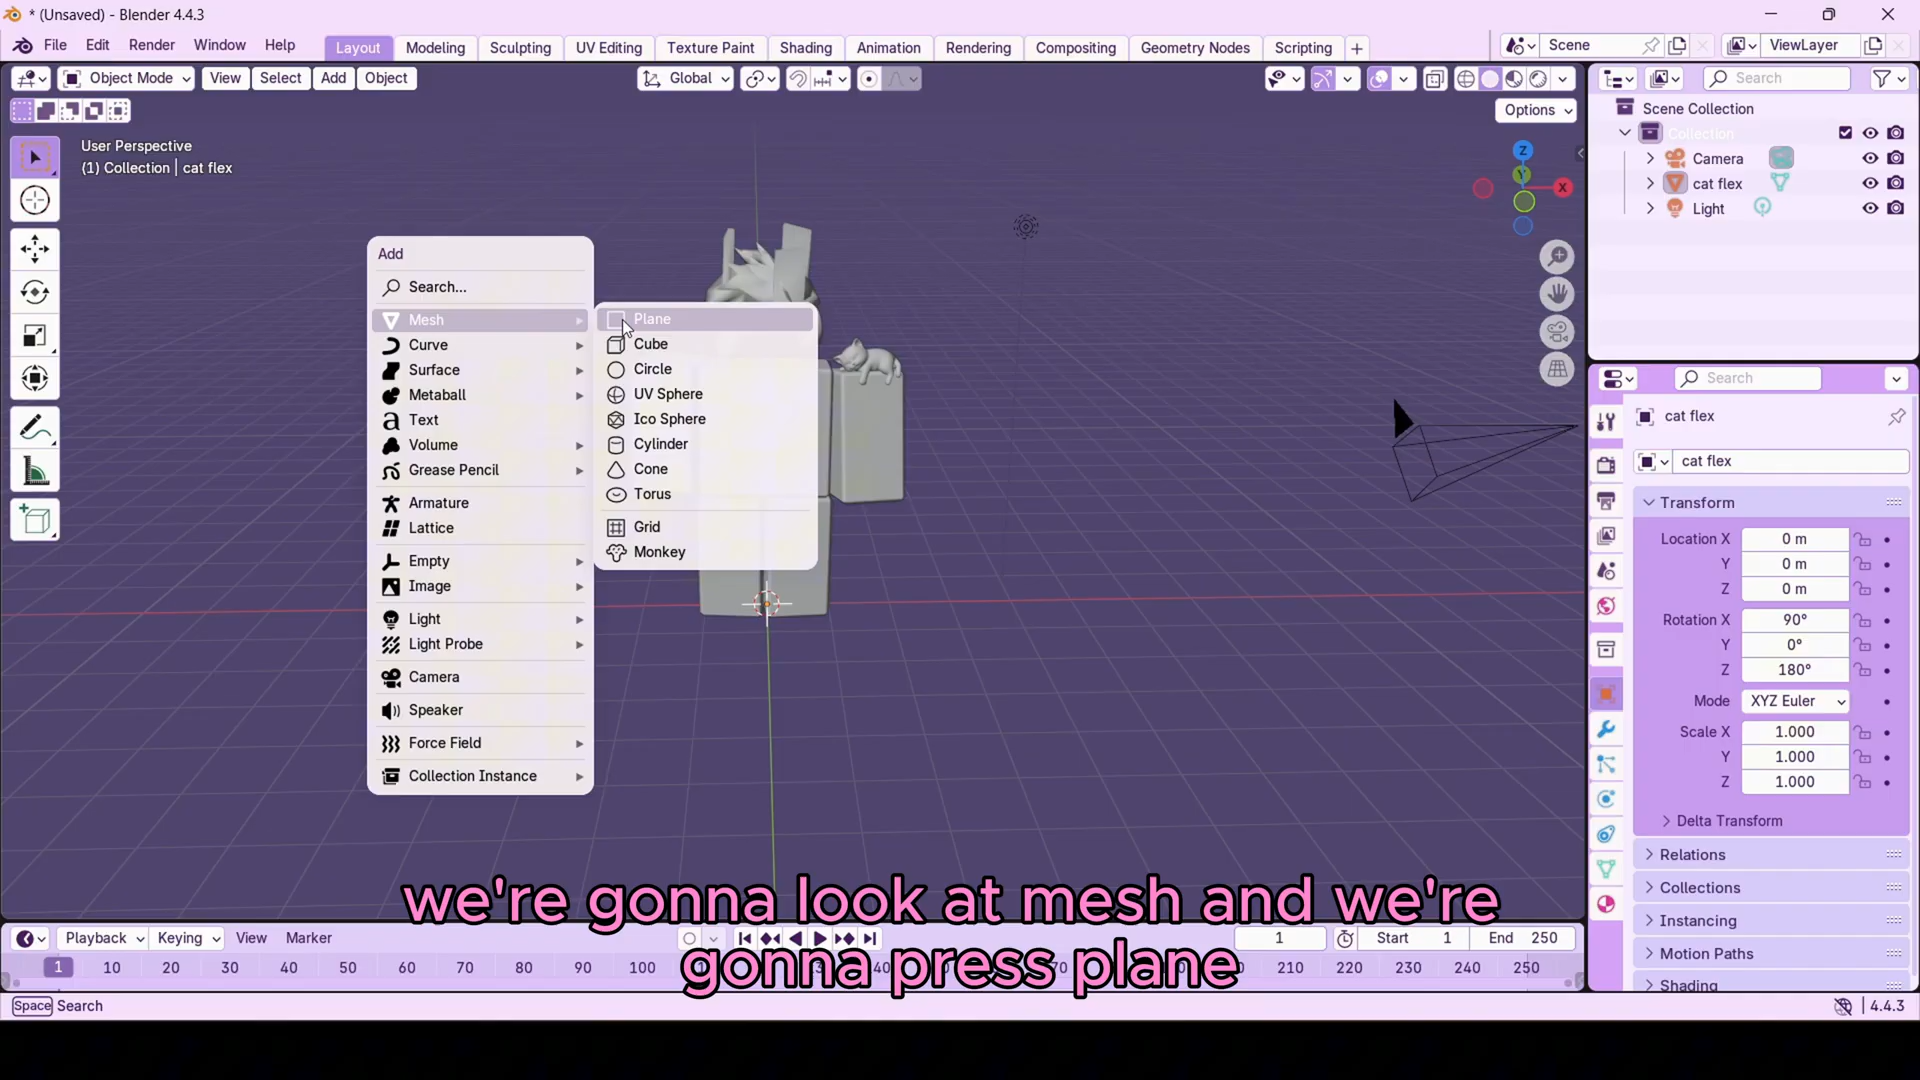 * (Unsaved) - Blender 4.4.3
File Edit Render Window Help
Layout Modeling Sculpting UV Editing Texture Paint Shading Animation Rendering Compositing Geometry Nodes Scripting +
Scene
ViewLayer
Object Mode View Select Add Object
Global
Options
Search
Scene Collection
Collection
Camera
cat flex
Light
User Perspective
(1) Collection | cat flex
Z
Y
X
Add
Search...
Mesh
Curve
Surface
Metaball
Text
Volume
Grease Pencil
Armature
Lattice
Empty
Image
Light
Light Probe
Camera
Speaker
Force Field
Collection Instance
Plane
Cube
Circle
UV Sphere
Ico Sphere
Cylinder
Cone
Torus
Grid
Monkey
Search
cat flex
cat flex
Transform
Location X 0 m
Y 0 m
Z 0 m
Rotation X 90°
Y 0°
Z 180°
Mode XYZ Euler
Scale X 1.000
Y 1.000
Z 1.000
Delta Transform
Relations
Collections
Instancing
Motion Paths
Shading
we're gonna look at mesh and we're
gonna press plane
Playback Keying View Marker
1 Start 1 End 250
1 10 20 30 40 50 60 70 80 90 100 210 220 230 240 250
Space Search
4.4.3